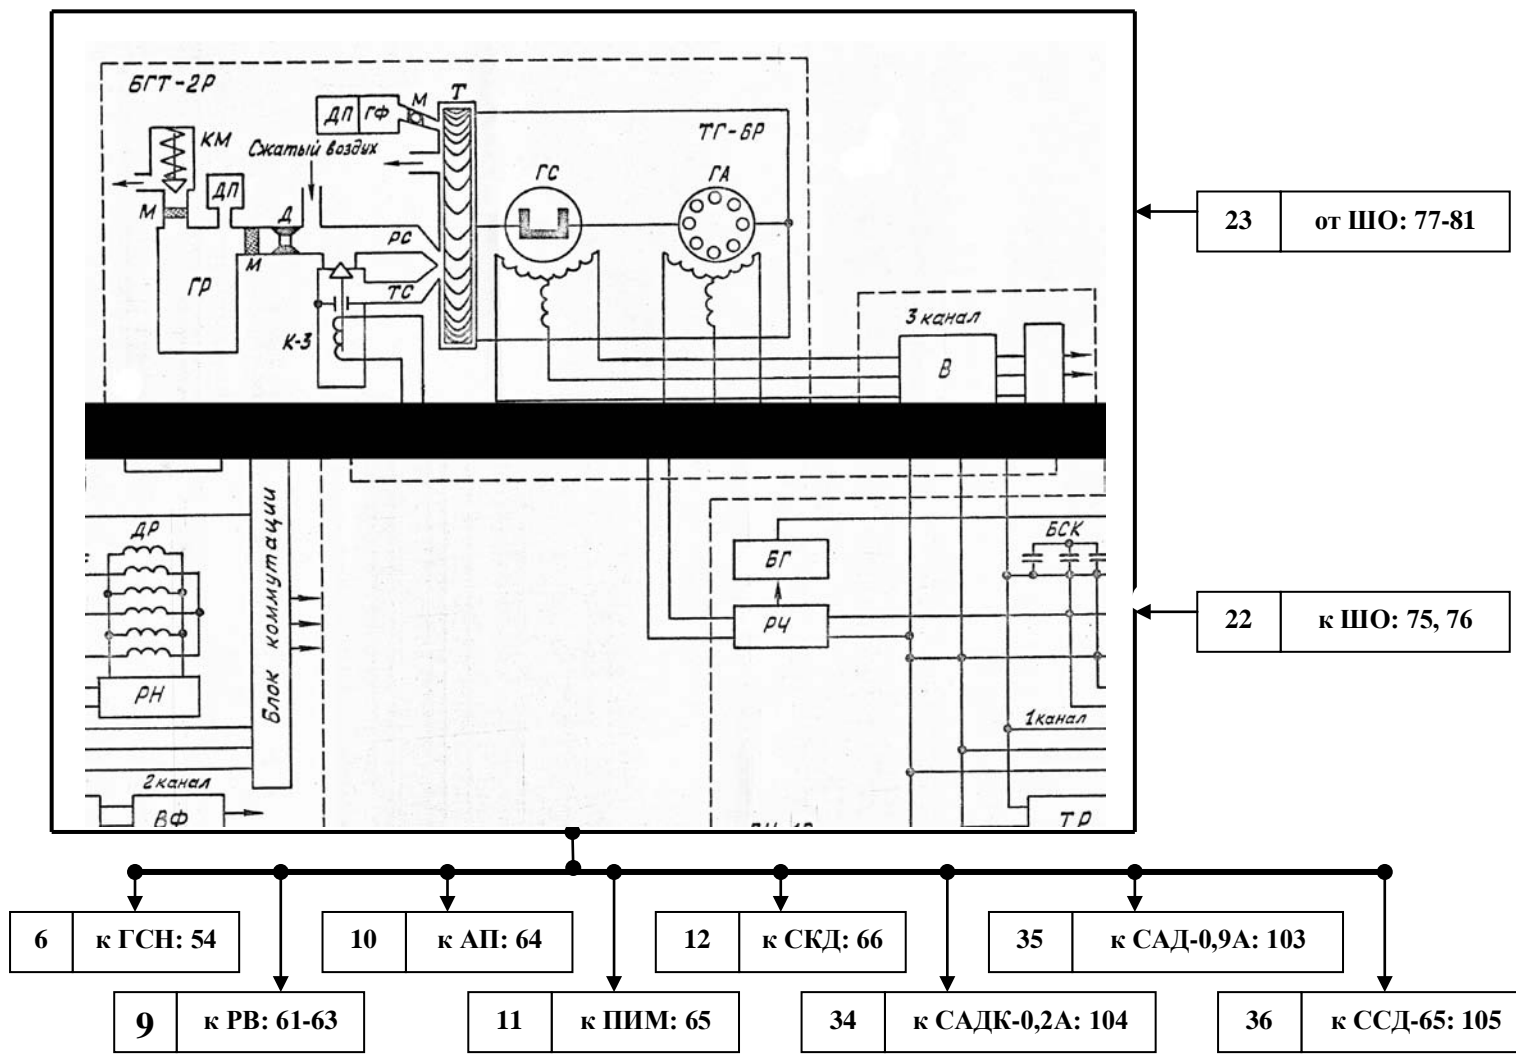 БГТ-2Р
КМ
ДП
ГФ
М
Т
ТГ-6Р
Сжатый воздух
ГС
ГА
М
ДП
Д
РС
М
ГР
ТС
К-3
3 канал
В
23 от ШО: 77-81
ДР
Блок коммутации
БСК
БГ
РЧ
22 к ШО: 75, 76
РН
1 канал
2 канал
ВФ
ТР
6 к ГСН: 54
10 к АП: 64
12 к СКД: 66
35 к САД-0,9А: 103
9 к РВ: 61-63
11 к ПИМ: 65
34 к САДК-0,2А: 104
36 к ССД-65: 105